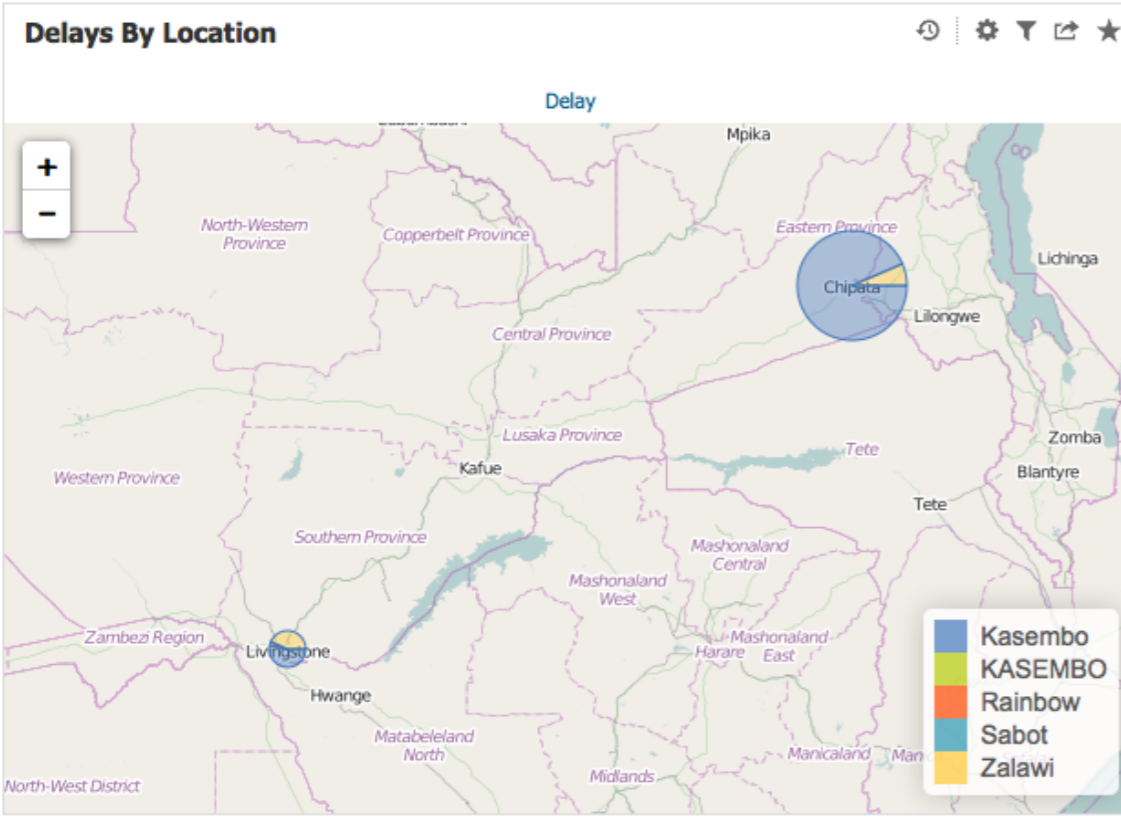 Delays By Location
Delay
Mpika
+
−
North-Western
Province
Copperbelt Province
Eastern Province
Lichinga
Chipata
Lilongwe
Central Province
Lusaka Province
Zomba
Tete
Kafue
Blantyre
Western Province
Tete
Southern Province
Mashonaland
Central
Mashonaland
West
Zambezi Region
Livingstone
Harare
Mashonaland
East
Hwange
Matabeleland
North
Manicaland
Mani
Midlands
North-West District
Kasembo
KASEMBO
Rainbow
Sabot
Zalawi